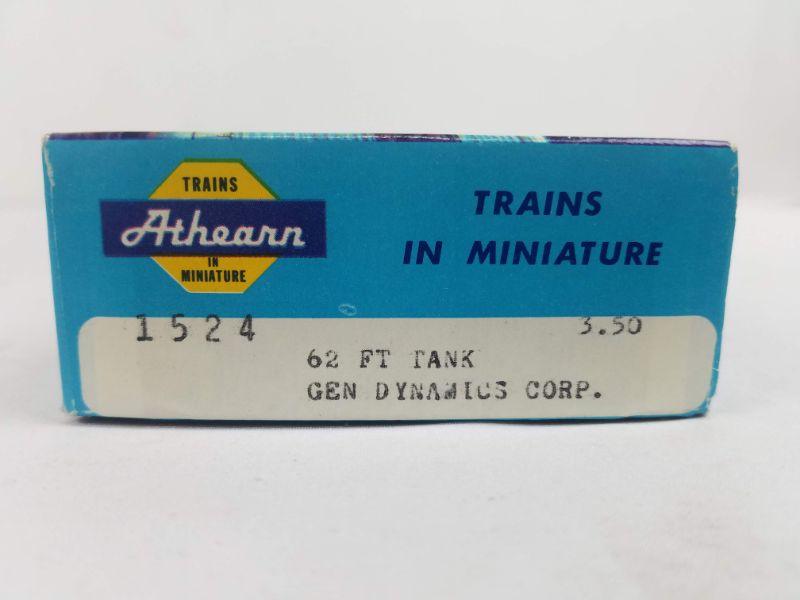 TRAINS
Athearn
IN
MINIATURE
TRAINS
IN MINIATURE
1524 3.50
62 FT TANK
GEN DYNAMICS CORP.